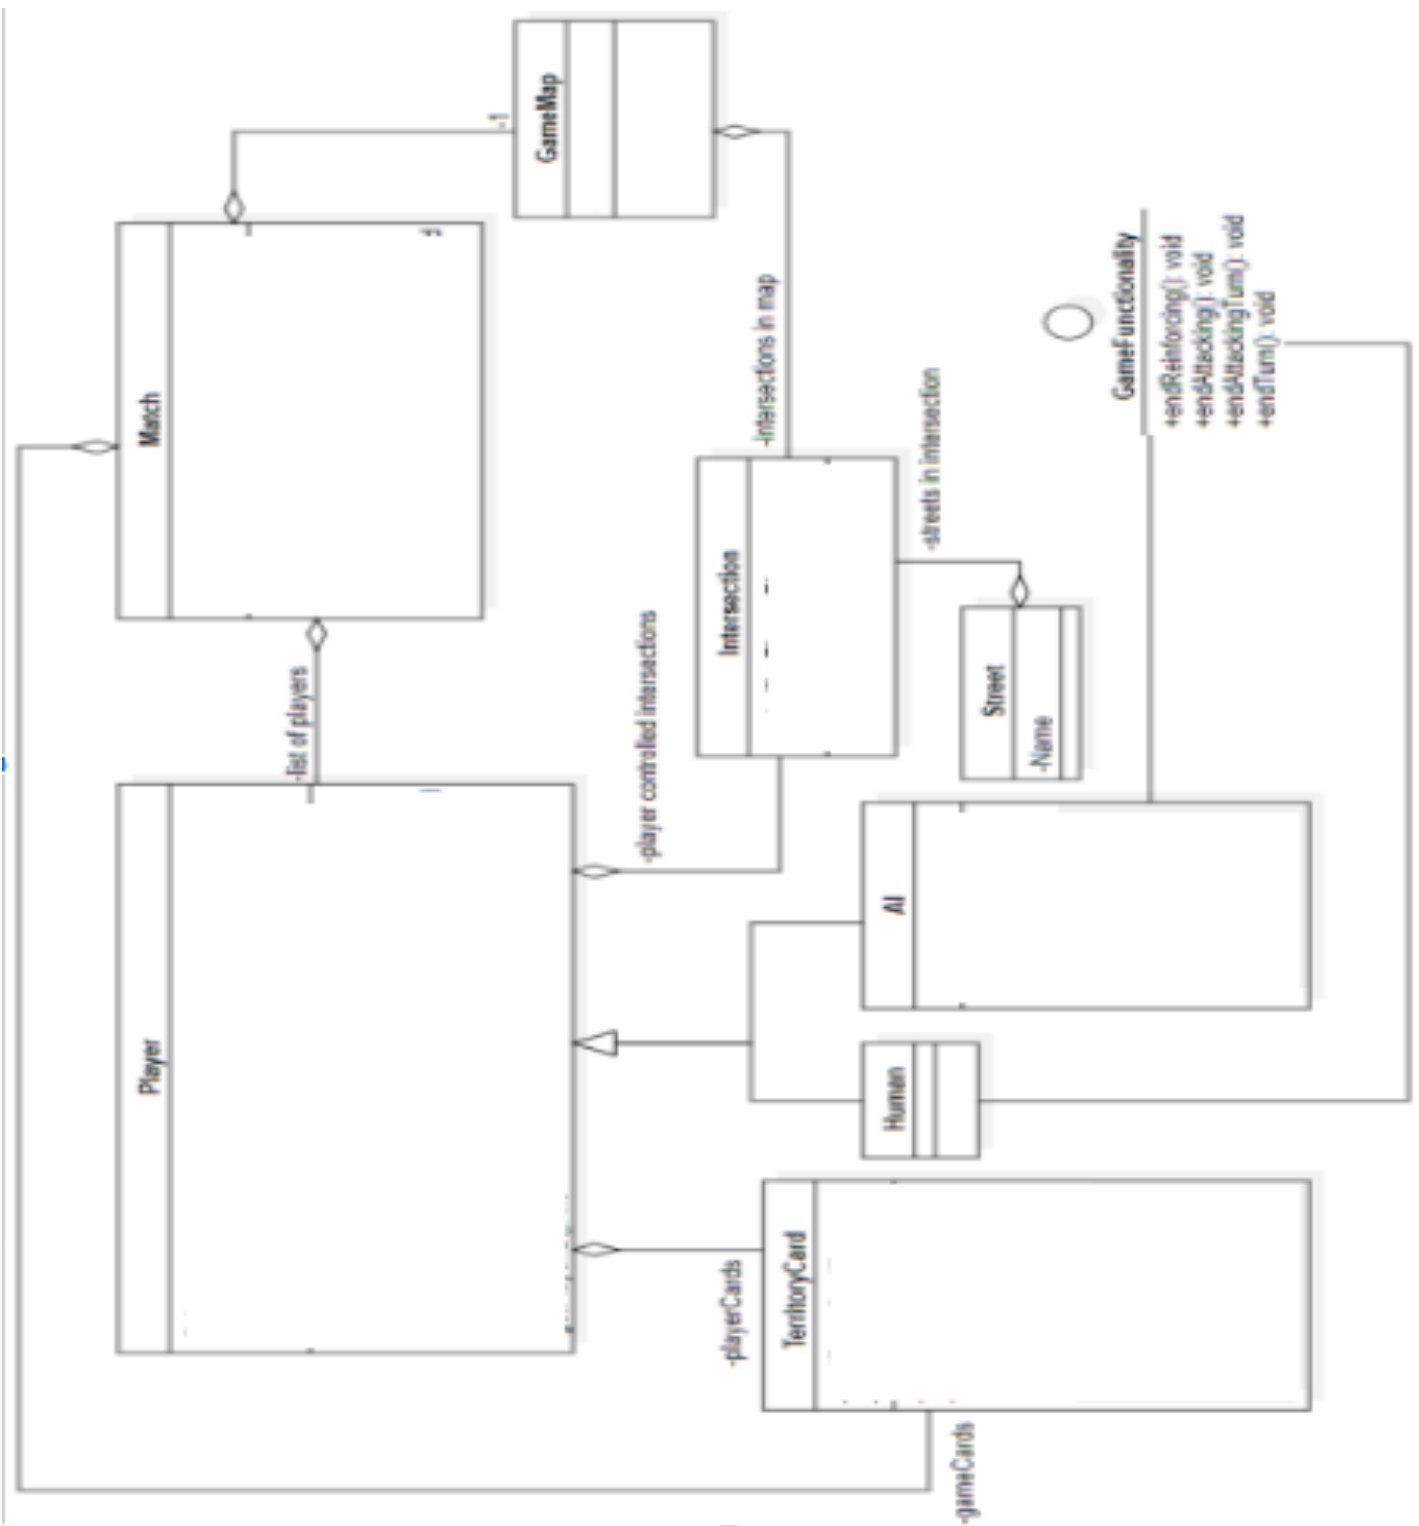 Player
-list of players
Match
-1
GameMap
-player controlled intersections
-intersections in map
Intersection
-streets in intersection
Street
-Name
-playerCards
TerritoryCard
-gameCards
Human
AI
GameFunctionality
+endReinforcing(): void
+endAttacking(): void
+endAttackingTurn(): void
+endTurn(): void